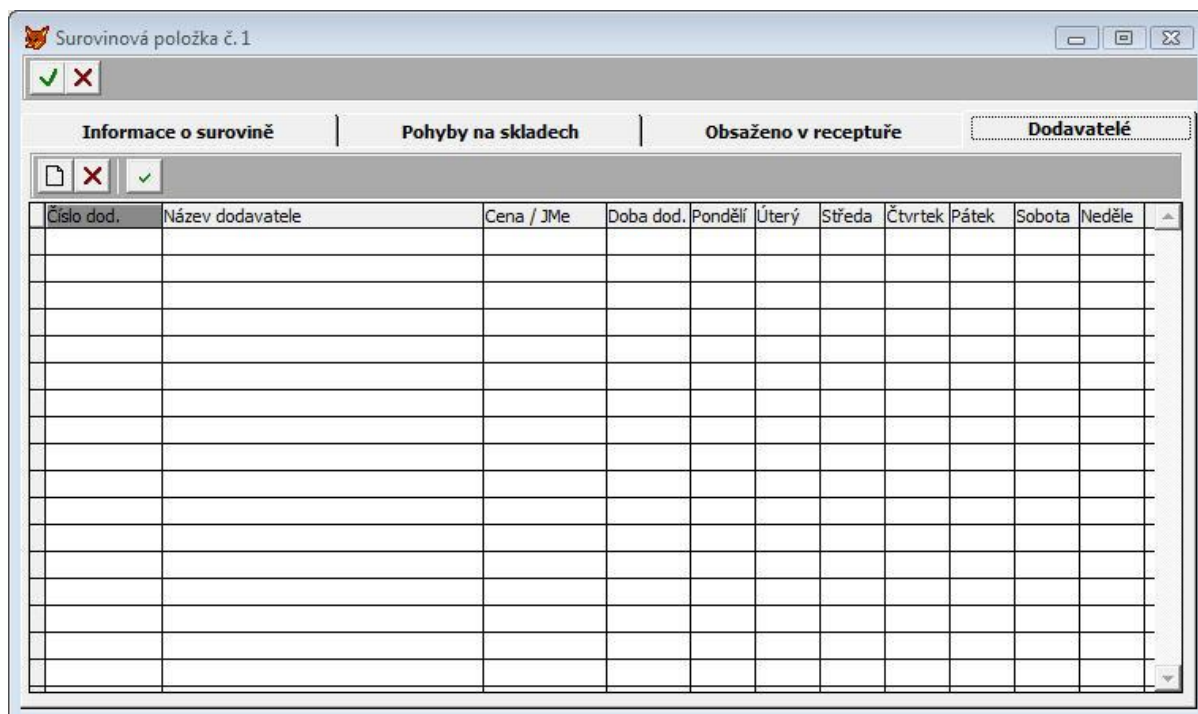 Surovinová položka č. 1
Informace o surovině Pohyby na skladech Obsaženo v receptuře Dodavatelé
Číslo dod. Název dodavatele Cena / JMe Doba dod. Pondělí Úterý Středa Čtvrtek Pátek Sobota Neděle